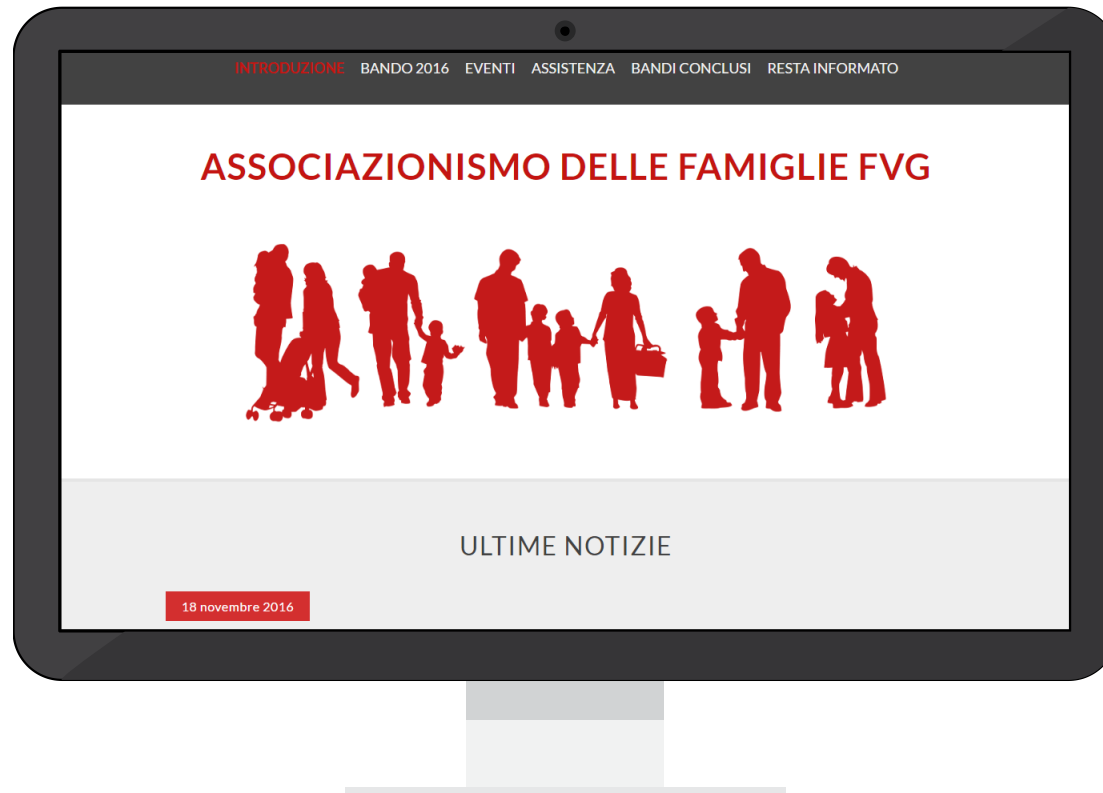 INTRODUZIONE BANDO 2016 EVENTI ASSISTENZA BANDI CONCLUSI RESTA INFORMATO
ASSOCIAZIONISMO DELLE FAMIGLIE FVG
ULTIME NOTIZIE
18 novembre 2016